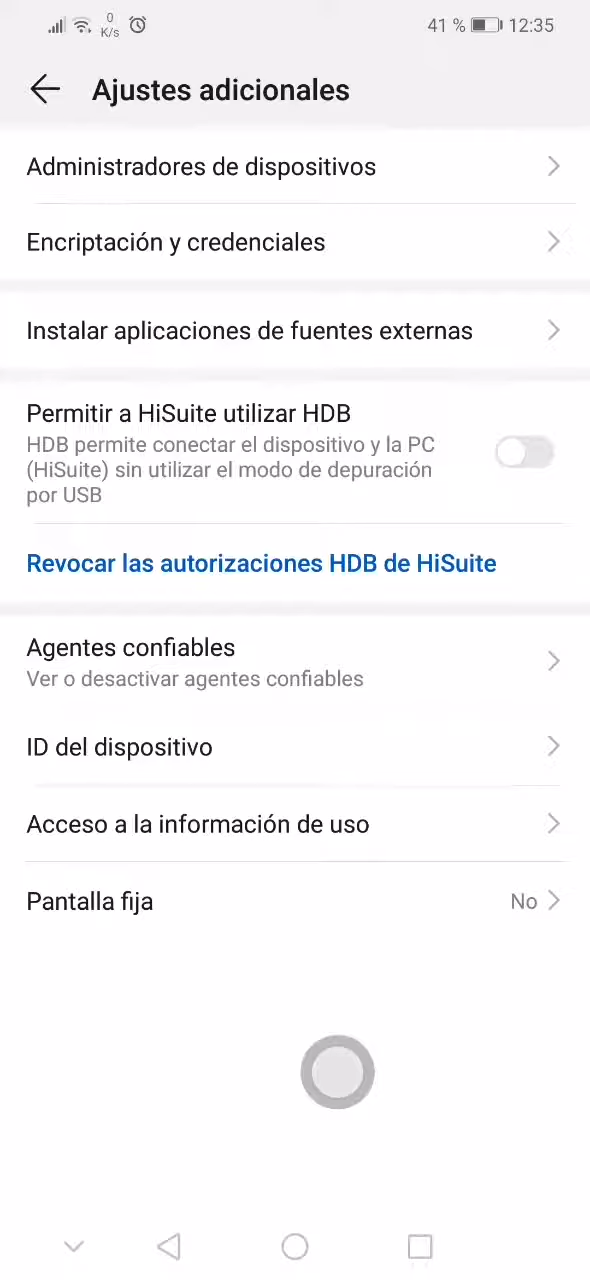 0
K/s
41 %
12:35
Ajustes adicionales
Administradores de dispositivos
Encriptación y credenciales
Instalar aplicaciones de fuentes externas
Permitir a HiSuite utilizar HDB
HDB permite conectar el dispositivo y la PC
(HiSuite) sin utilizar el modo de depuración
por USB
Revocar las autorizaciones HDB de HiSuite
Agentes confiables
Ver o desactivar agentes confiables
ID del dispositivo
Acceso a la información de uso
Pantalla fija
No